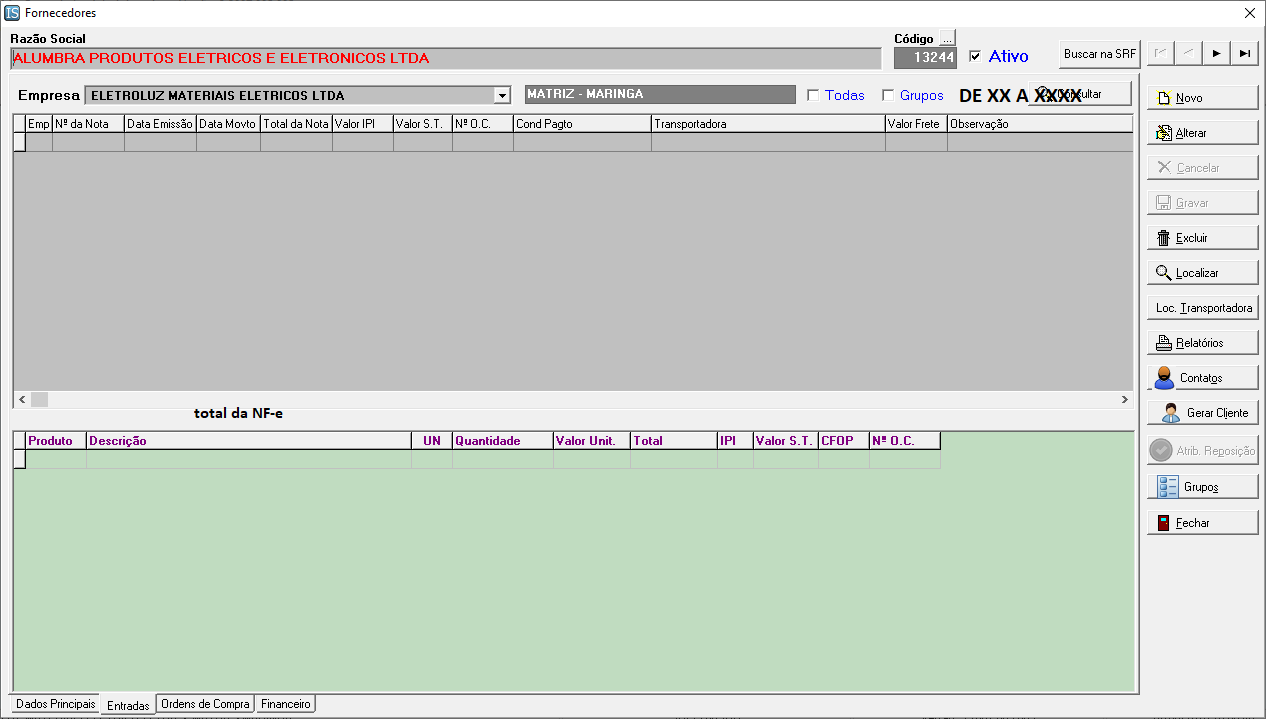 IS Fornecedores
Razão Social
Código ...
ALUMBRA PRODUTOS ELETRICOS E ELETRONICOS LTDA
13244
Ativo
Buscar na SRF
Empresa
ELETROLUZ MATERIAIS ELETRICOS LTDA
MATRIZ - MARINGA
Todas
Grupos
DE XX A XXXX
Consultar
Emp Nº da Nota Data Emissão Data Movto Total da Nota Valor IPI Valor S.T. Nº O.C. Cond Pagto Transportadora Valor Frete Observação
total da NF-e
Produto Descrição UN Quantidade Valor Unit. Total IPI Valor S.T. CFOP Nº O.C.
Novo
Alterar
Cancelar
Gravar
Excluir
Localizar
Loc. Transportadora
Relatórios
Contatos
Gerar Cliente
Atrib. Reposição
Grupos
Fechar
Dados Principais Entradas Ordens de Compra Financeiro